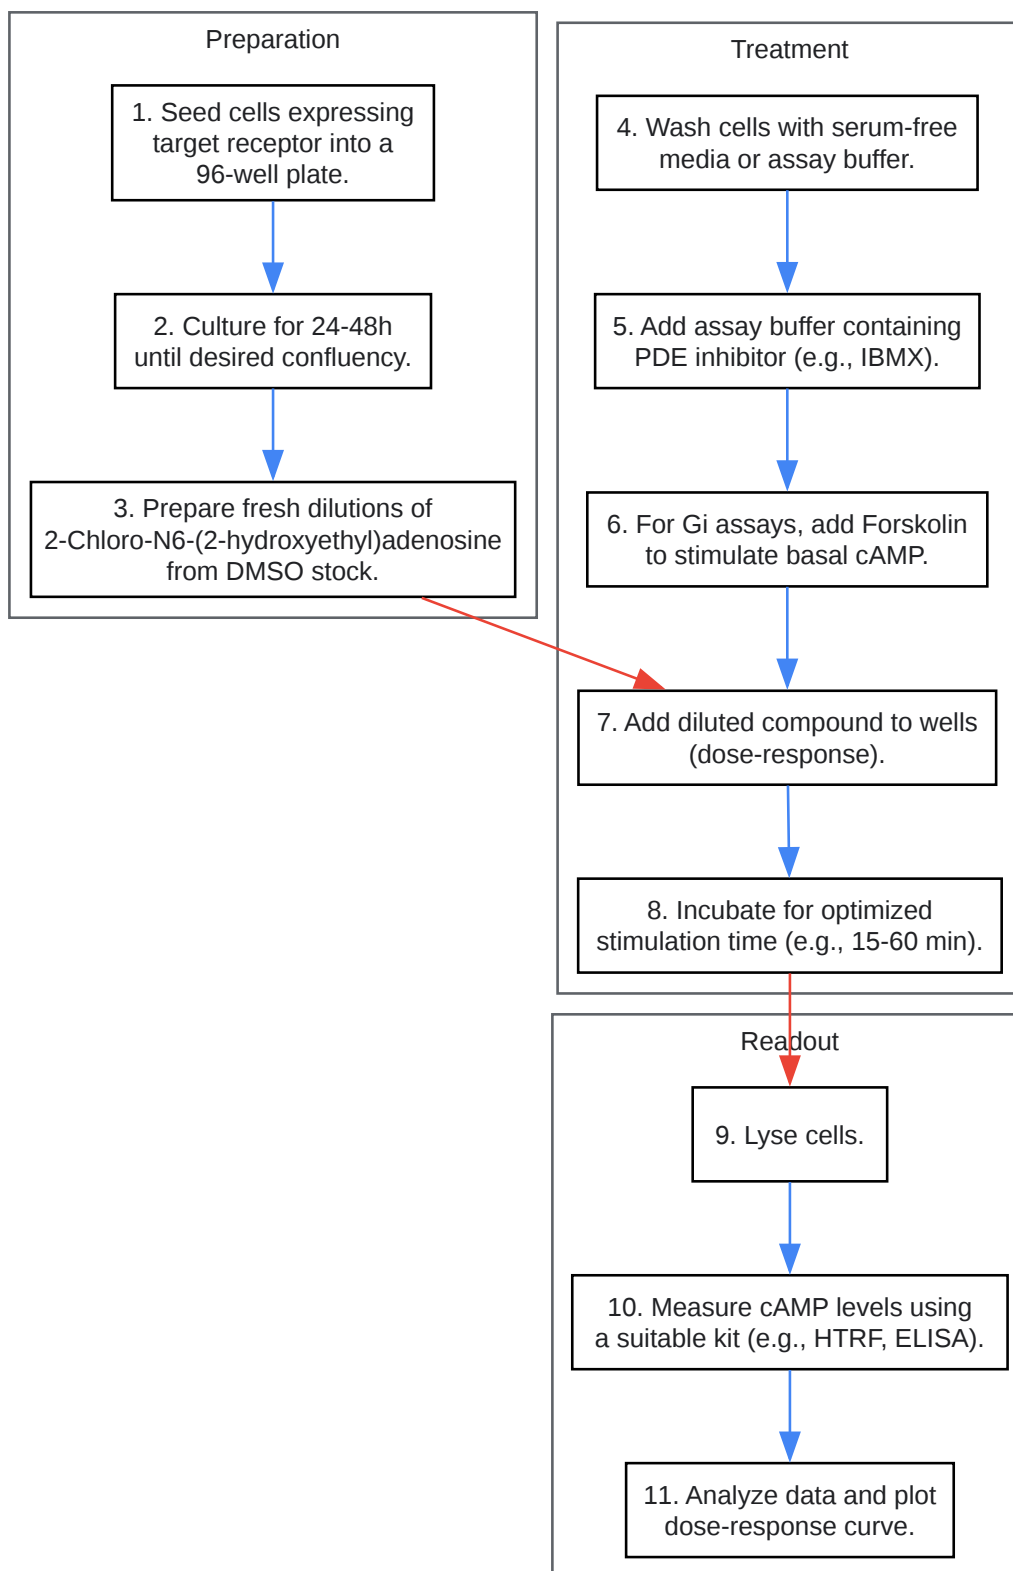 Preparation
1. Seed cells expressing
target receptor into a
96-well plate.
2. Culture for 24-48h
until desired confluency.
3. Prepare fresh dilutions of
2-Chloro-N6-(2-hydroxyethyl)adenosine
from DMSO stock.
Treatment
4. Wash cells with serum-free
media or assay buffer.
5. Add assay buffer containing
PDE inhibitor (e.g., IBMX).
6. For Gi assays, add Forskolin
to stimulate basal cAMP.
7. Add diluted compound to wells
(dose-response).
8. Incubate for optimized
stimulation time (e.g., 15-60 min).
Readout
9. Lyse cells.
10. Measure cAMP levels using
a suitable kit (e.g., HTRF, ELISA).
11. Analyze data and plot
dose-response curve.